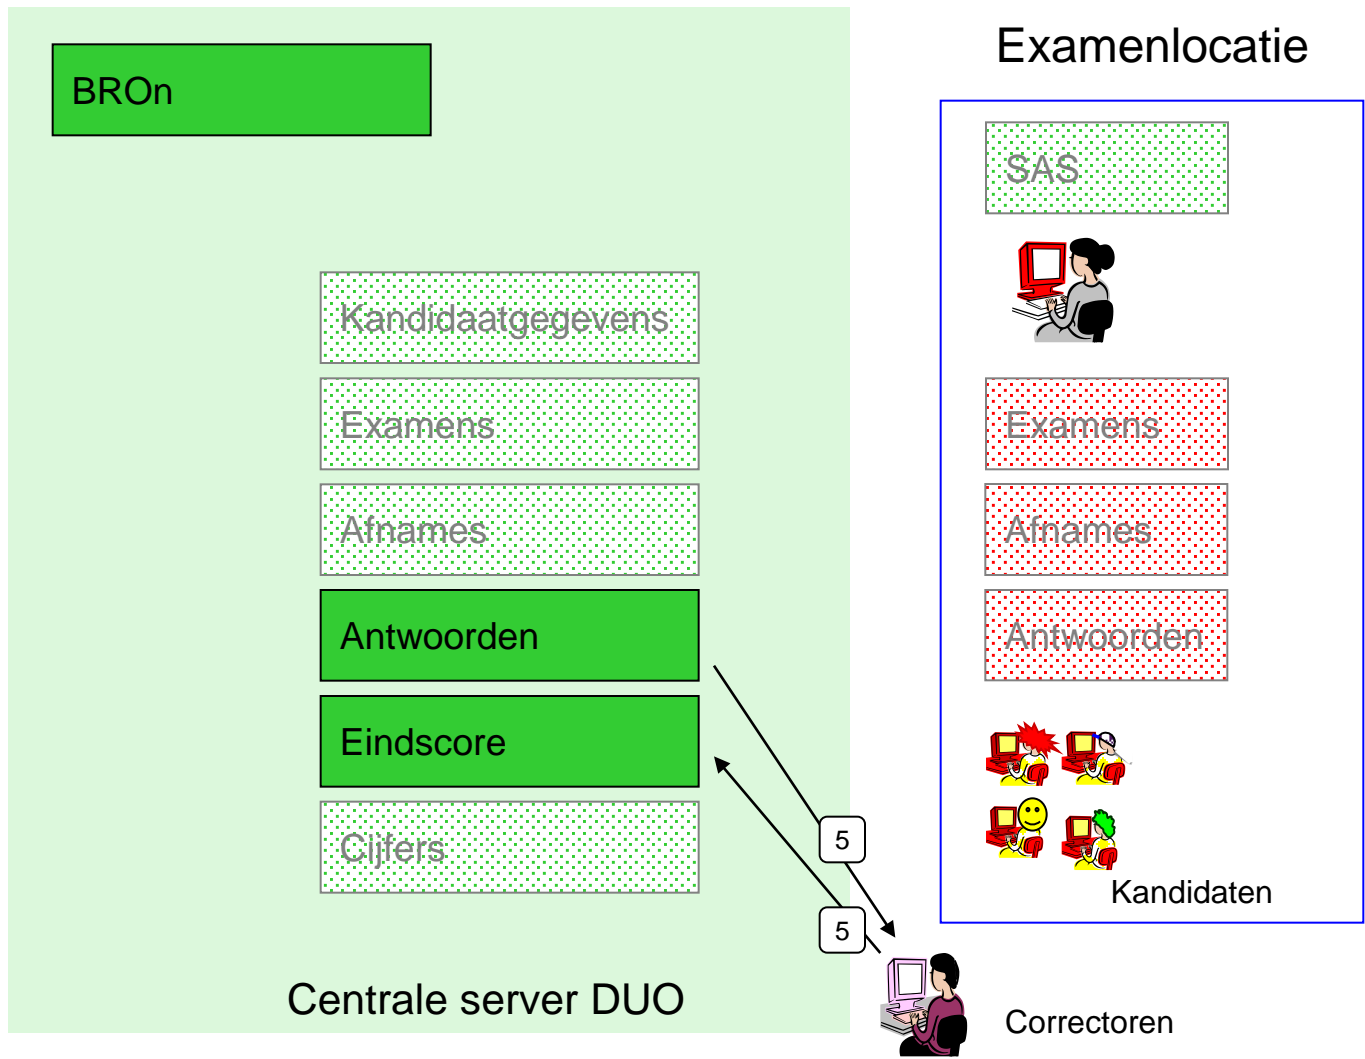 BROn
Kandidaatgegevens
Examens
Afnames
Antwoorden
Eindscore
Cijfers
Centrale server DUO
5
5
Examenlocatie
SAS
Examens
Afnames
Antwoorden
Kandidaten
Correctoren